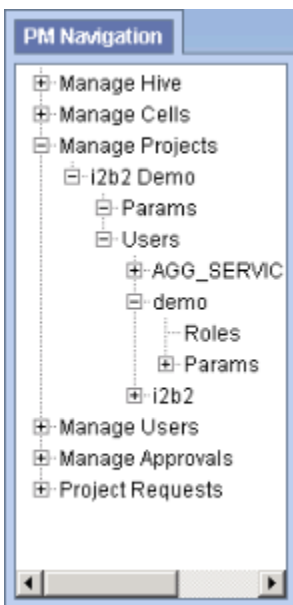 PM Navigation
Manage Hive
Manage Cells
Manage Projects
i2b2 Demo
Params
Users
AGG_SERVIC
demo
Roles
Params
i2b2
Manage Users
Manage Approvals
Project Requests